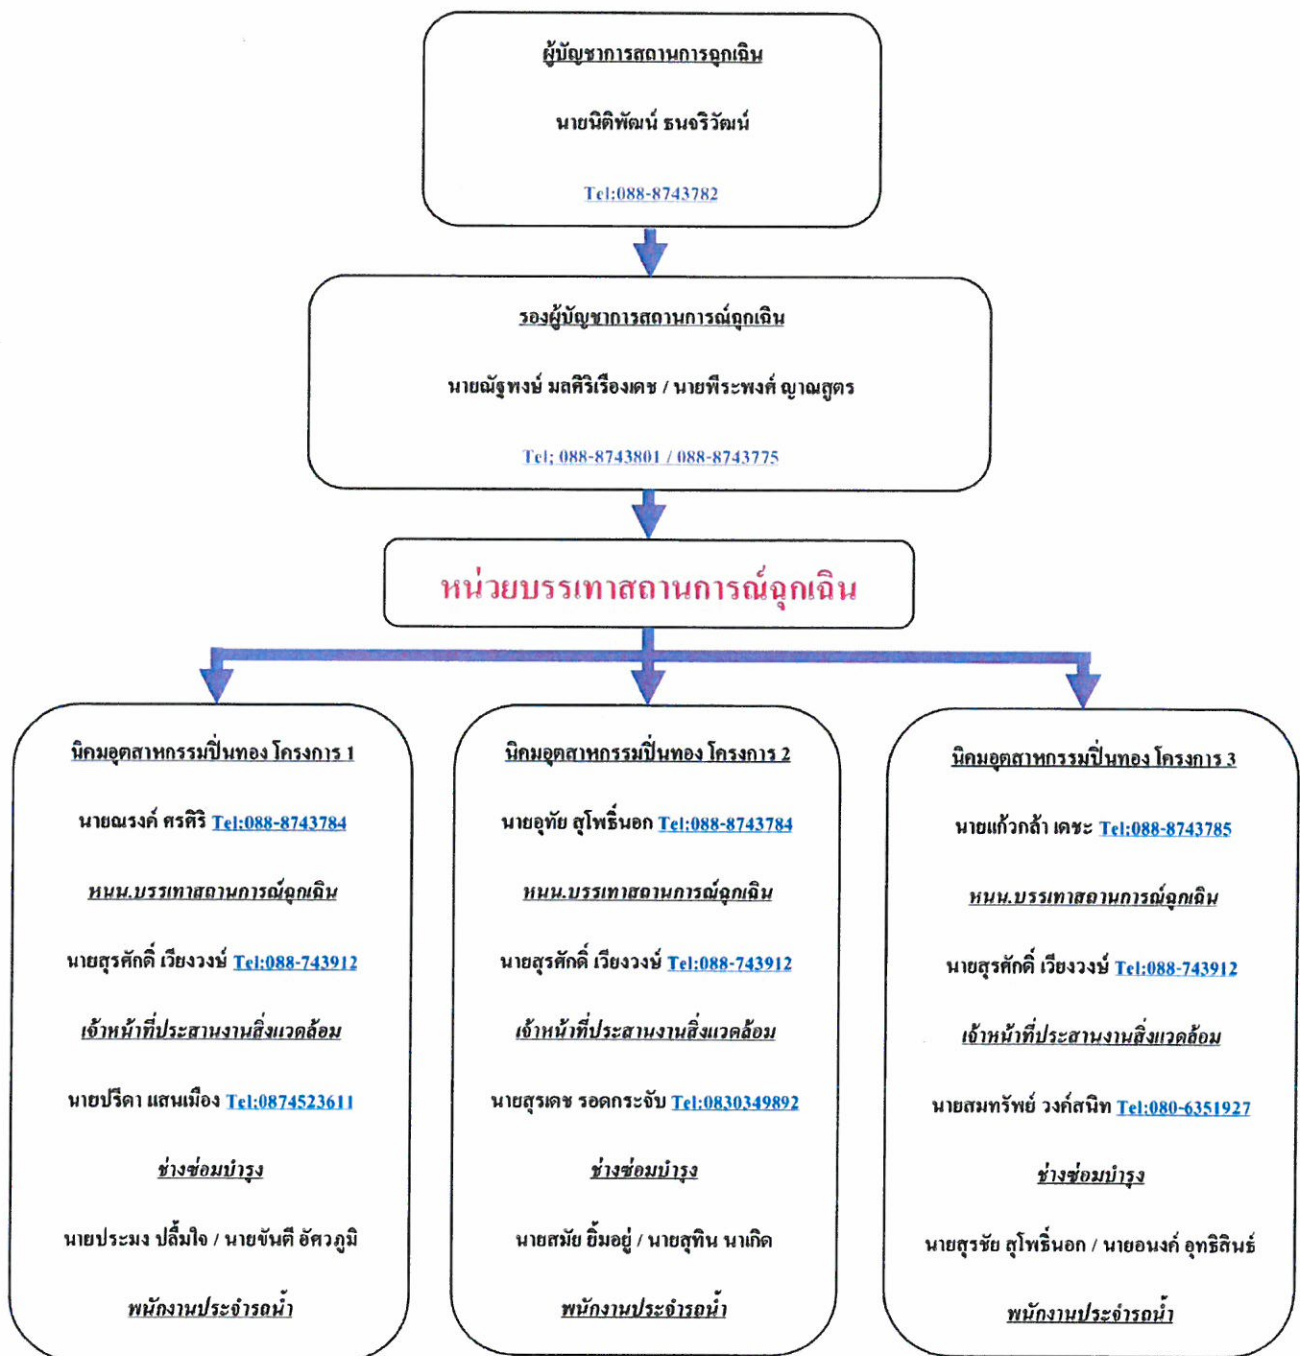 ผู้บัญชาการสถานการฉุกเฉิน
นายนิติพัฒน์ ธนจริวัฒน์
Tel:088-8743782
รองผู้บัญชาการสถานการณ์ฉุกเฉิน
นายณัฐพงษ์ มลศิริเรืองเดช / นายพีระพงศ์ ญาณสูตร
Tel; 088-8743801 / 088-8743775
หน่วยบรรเทาสถานการณ์ฉุกเฉิน
นิคมอุตสาหกรรมปิ่นทอง โครงการ 1
นายณรงค์ ศรศิริ Tel:088-8743784
หนน.บรรเทาสถานการณ์ฉุกเฉิน
นายสุรศักดิ์ เวียงวงษ์ Tel:088-743912
เจ้าหน้าที่ประสานงานสิ่งแวดล้อม
นายปรีดา แสนเมือง Tel:0874523611
ช่างซ่อมบำรุง
นายประมง ปลื้มใจ / นายขันตี อัศวภูมิ
พนักงานประจำรถน้ำ
นิคมอุตสาหกรรมปิ่นทอง โครงการ 2
นายอุทัย สุโพธิ์นอก Tel:088-8743784
หนน.บรรเทาสถานการณ์ฉุกเฉิน
นายสุรศักดิ์ เวียงวงษ์ Tel:088-743912
เจ้าหน้าที่ประสานงานสิ่งแวดล้อม
นายสุรเดช รอดกระจับ Tel:0830349892
ช่างซ่อมบำรุง
นายสมัย ยิ้มอยู่ / นายสุทิน นาเกิด
พนักงานประจำรถน้ำ
นิคมอุตสาหกรรมปิ่นทอง โครงการ 3
นายแก้วกล้า เดชะ Tel:088-8743785
หนน.บรรเทาสถานการณ์ฉุกเฉิน
นายสุรศักดิ์ เวียงวงษ์ Tel:088-743912
เจ้าหน้าที่ประสานงานสิ่งแวดล้อม
นายสมทรัพย์ วงค์สนิท Tel:080-6351927
ช่างซ่อมบำรุง
นายสุรชัย สุโพธิ์นอก / นายอนงค์ อุทธิสินธ์
พนักงานประจำรถน้ำ